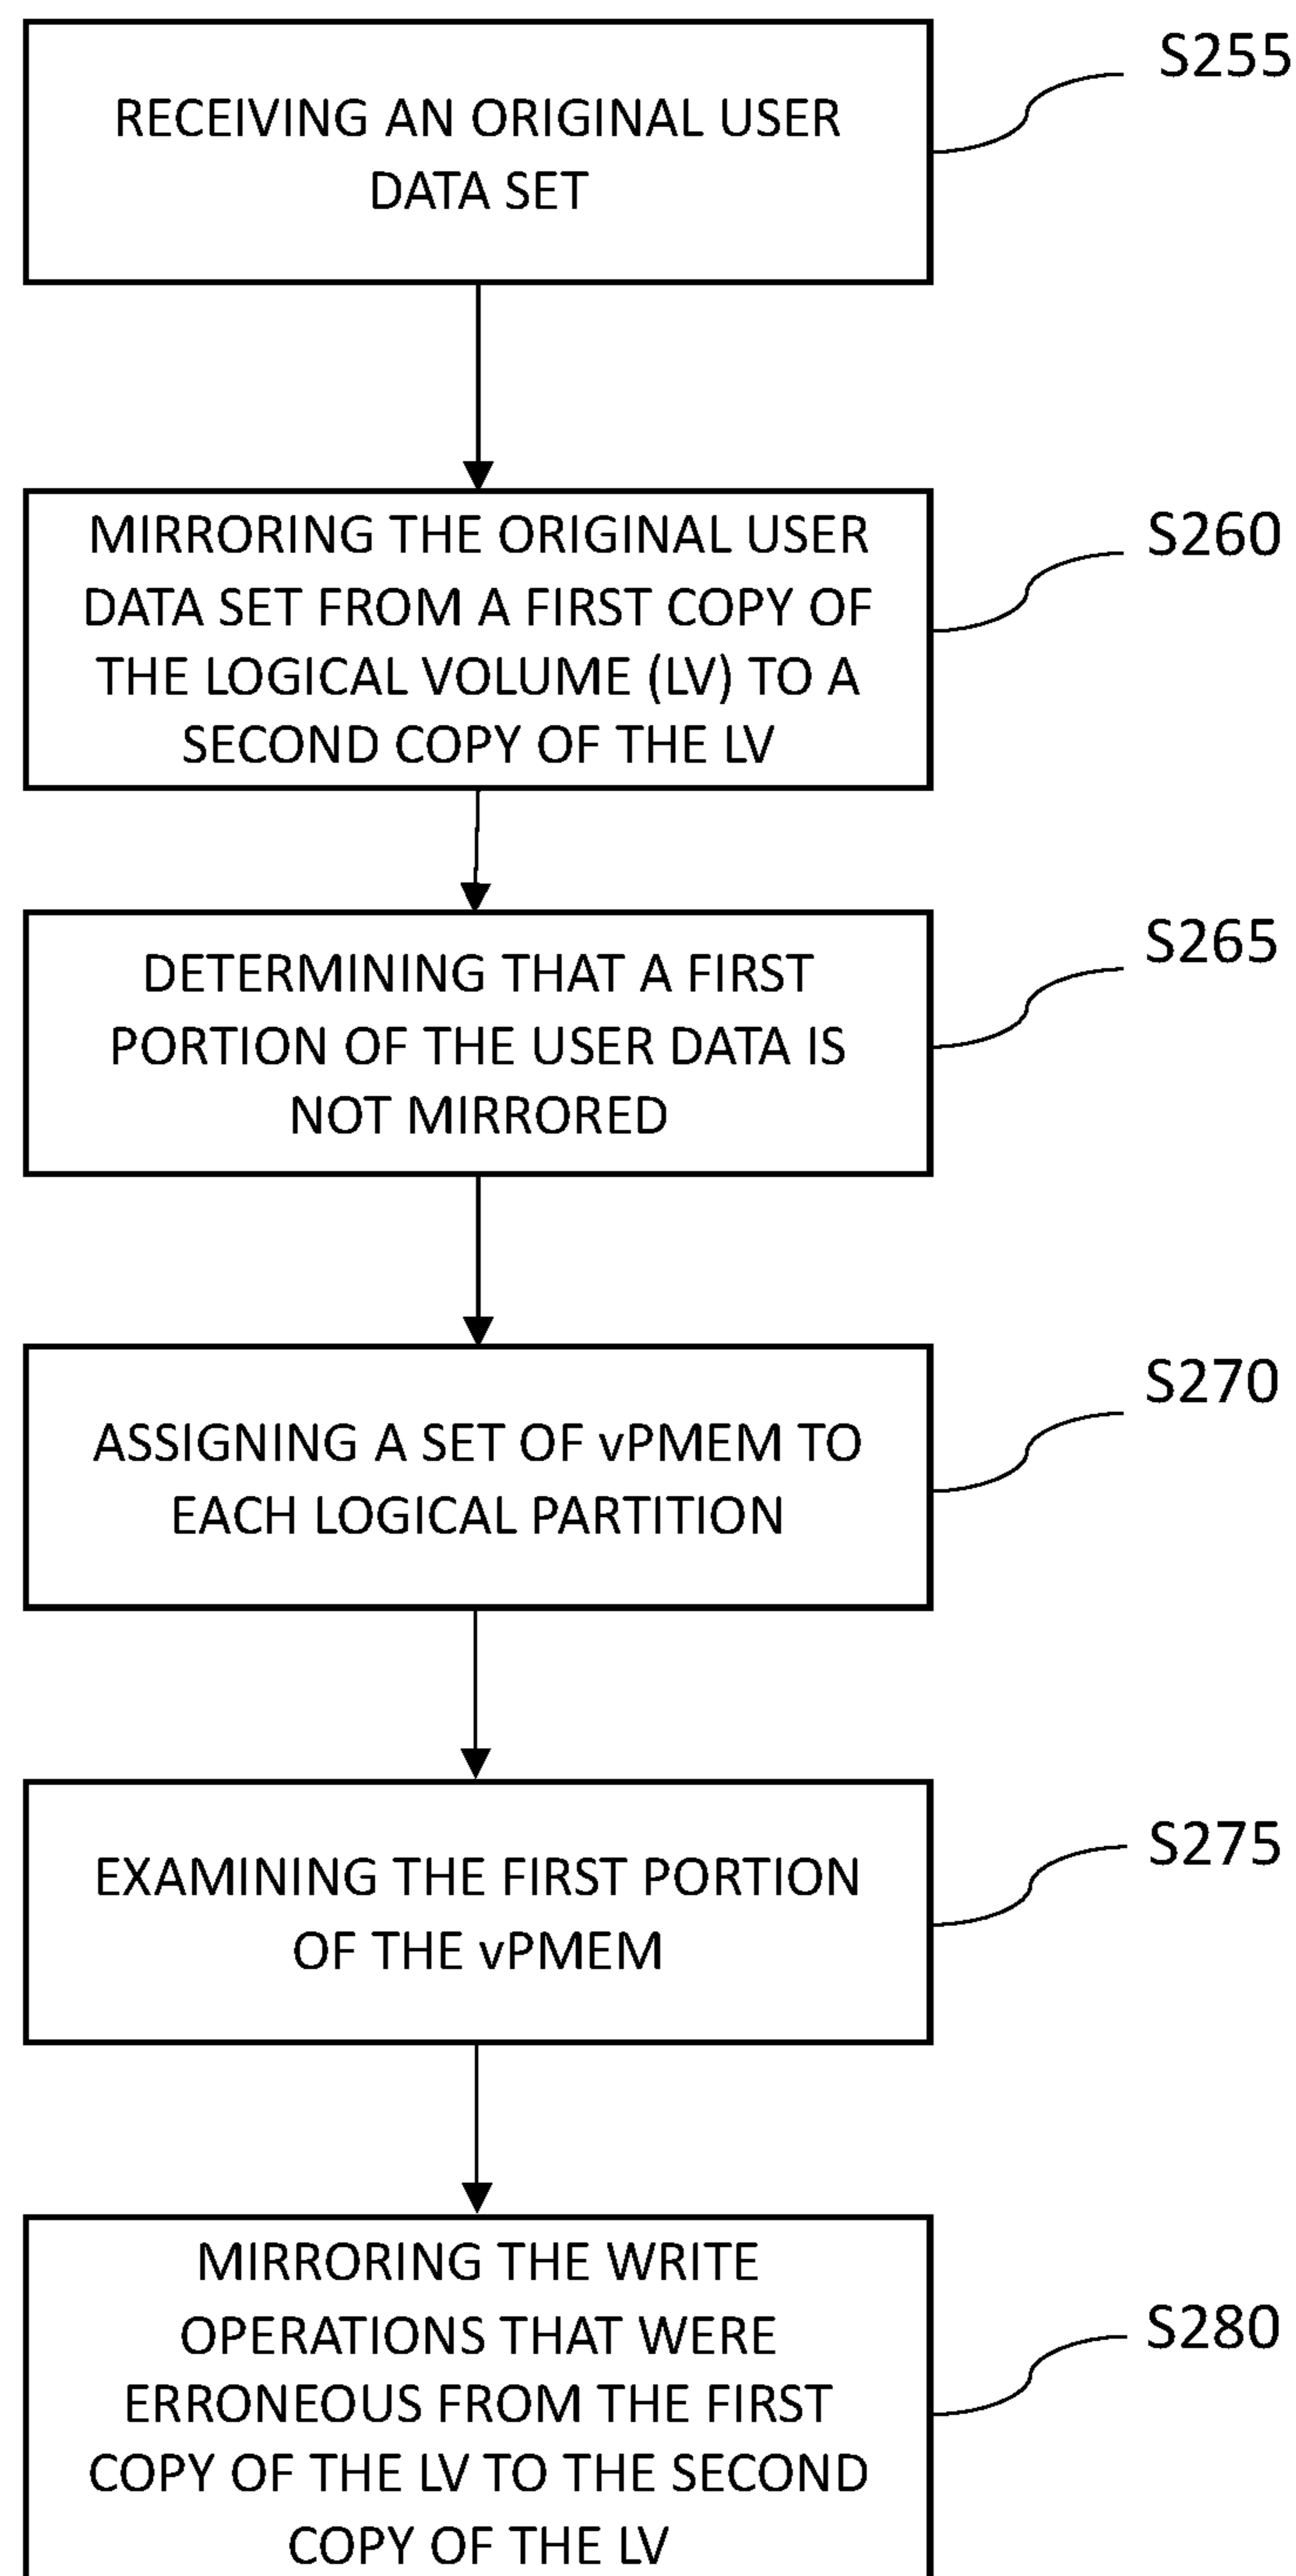 S255
RECEIVING AN ORIGINAL USER
DATA SET
S260
MIRRORING THE ORIGINAL USER
DATA SET FROM A FIRST COPY OF
THE LOGICAL VOLUME (LV) TO A
SECOND COPY OF THE LV
S265
DETERMINING THAT A FIRST
PORTION OF THE USER DATA IS
NOT MIRRORED
S270
ASSIGNING A SET OF vPMEM TO
EACH LOGICAL PARTITION
S275
EXAMINING THE FIRST PORTION
OF THE vPMEM
S280
MIRRORING THE WRITE
OPERATIONS THAT WERE
ERRONEOUS FROM THE FIRST
COPY OF THE LV TO THE SECOND
COPY OF THE LV